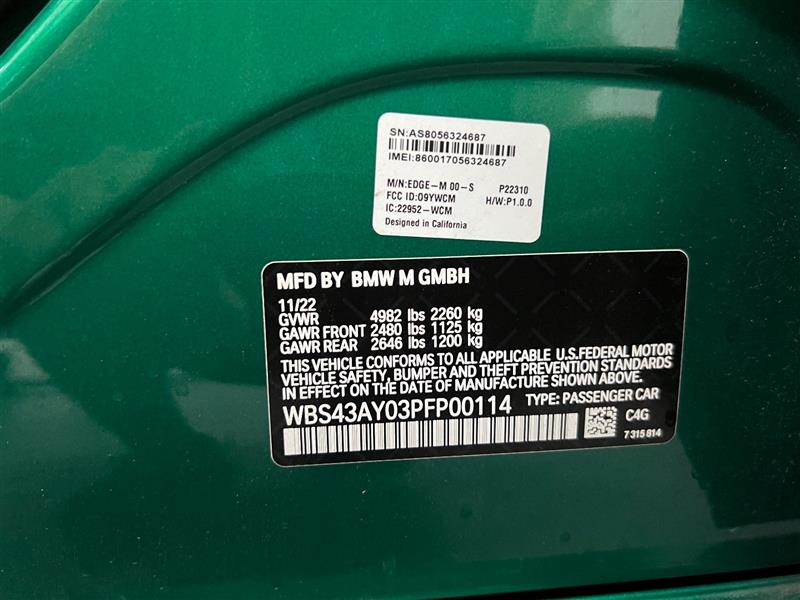 SN:AS8056324687
IMEI:860017056324687
M/N:EDGE-M 00-S P22310
FCC ID:O9YWCM H/W:P1.0.0
IC:22952-WCM
Designed in California
MFD BY BMW M GMBH
11/22
GVWR 4982 lbs 2260 kg
GAWR FRONT 2480 lbs 1125 kg
GAWR REAR 2646 lbs 1200 kg
THIS VEHICLE CONFORMS TO ALL APPLICABLE U.S.FEDERAL MOTOR
VEHICLE SAFETY, BUMPER AND THEFT PREVENTION STANDARDS
IN EFFECT ON THE DATE OF MANUFACTURE SHOWN ABOVE.
WBS43AY03PFP00114 TYPE: PASSENGER CAR
C4G
7 315 814